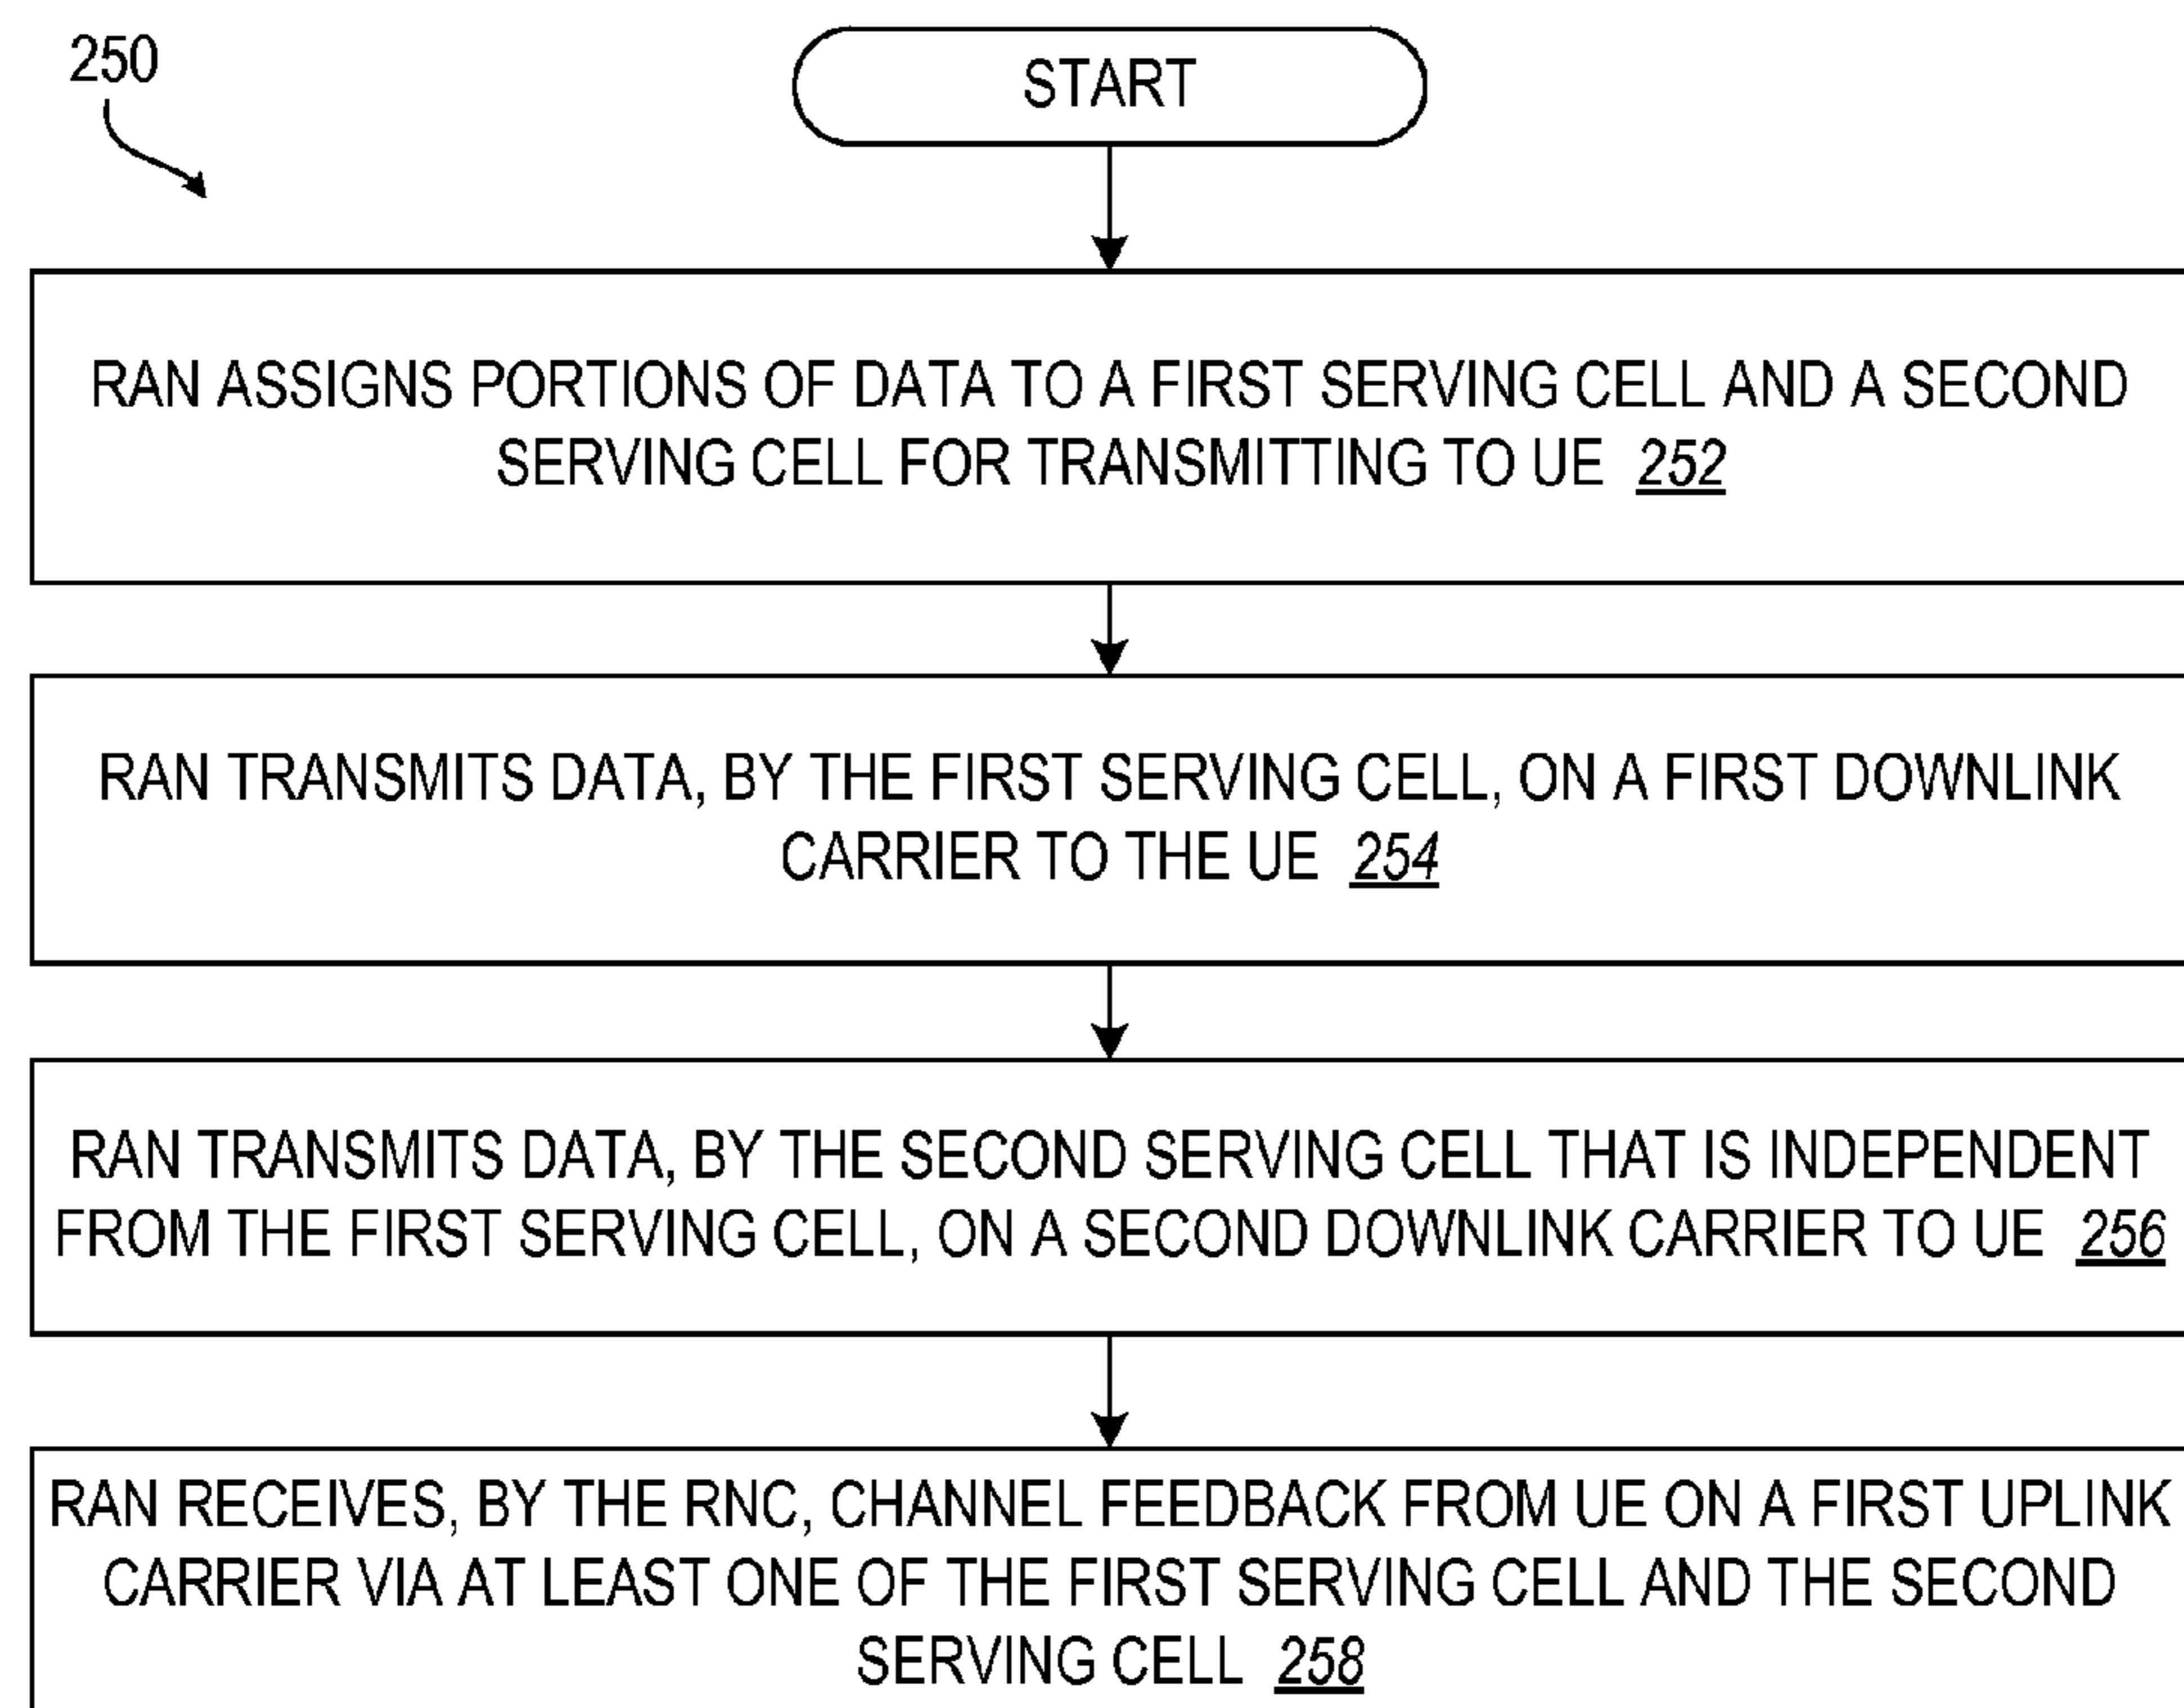 250
START
RAN ASSIGNS PORTIONS OF DATA TO A FIRST SERVING CELL AND A SECOND
SERVING CELL FOR TRANSMITTING TO UE 252
RAN TRANSMITS DATA, BY THE FIRST SERVING CELL, ON A FIRST DOWNLINK
CARRIER TO THE UE 254
RAN TRANSMITS DATA, BY THE SECOND SERVING CELL THAT IS INDEPENDENT
FROM THE FIRST SERVING CELL, ON A SECOND DOWNLINK CARRIER TO UE 256
RAN RECEIVES, BY THE RNC, CHANNEL FEEDBACK FROM UE ON A FIRST UPLINK
CARRIER VIA AT LEAST ONE OF THE FIRST SERVING CELL AND THE SECOND
SERVING CELL 258